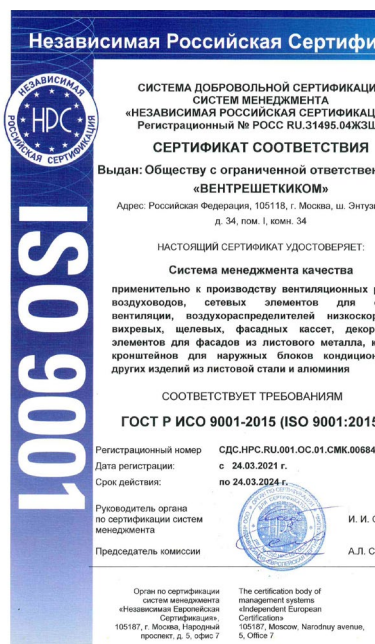 Независимая Российская Сертифи
НЕЗАВИСИМАЯ
НРС
РОССИЙСКАЯ СЕРТИФИКАЦИЯ
ISO 9001
СИСТЕМА ДОБРОВОЛЬНОЙ СЕРТИФИКАЦИ
СИСТЕМ МЕНЕДЖМЕНТА
«НЕЗАВИСИМАЯ РОССИЙСКАЯ СЕРТИФИКАЦ
Регистрационный № РОСС RU.31495.04ЖЗШ
СЕРТИФИКАТ СООТВЕТСТВИЯ
Выдан: Обществу с ограниченной ответствен
«ВЕНТРЕШЕТКИКОМ»
Адрес: Российская Федерация, 105118, г. Москва, ш. Энтузи
д. 34, пом. I, комн. 34
НАСТОЯЩИЙ СЕРТИФИКАТ УДОСТОВЕРЯЕТ:
Система менеджмента качества
применительно к производству вентиляционных р
воздуховодов, сетевых элементов для
вентиляции, воздухораспределителей низкоскор
вихревых, щелевых, фасадных кассет, декор
элементов для фасадов из листового металла, к
кронштейнов для наружных блоков кондицион
других изделий из листовой стали и алюминия
СООТВЕТСТВУЕТ ТРЕБОВАНИЯМ
ГОСТ Р ИСО 9001-2015 (ISO 9001:2015
Регистрационный номер СДС.НРС.RU.001.ОС.01.СМК.00684
Дата регистрации: с 24.03.2021 г.
Срок действия: по 24.03.2024 г.
Руководитель органа
по сертификации систем
менеджмента И. И. С
Председатель комиссии А.Л. С
Орган по сертификации
систем менеджмента
«Независимая Европейская
Сертификация»,
105187, г. Москва, Народный
проспект, д. 5, офис 7
The certification body of
management systems
«Independent European
Certification»
105187, Moscow, Narodnuy avenue,
5, Office 7